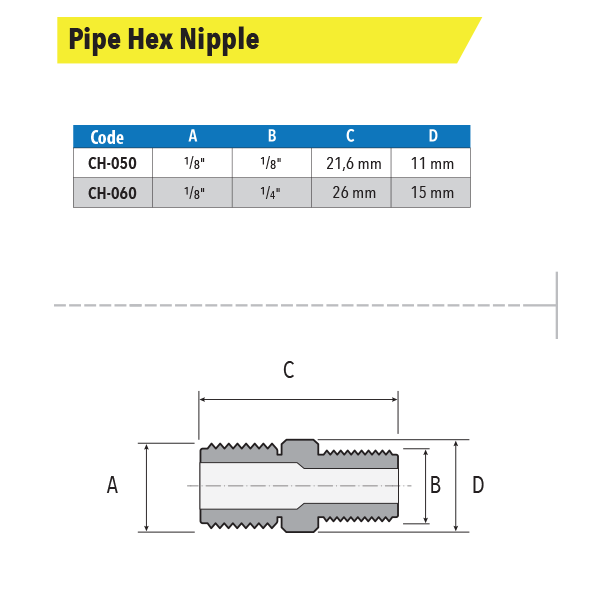 Pipe Hex Nipple
Code A B C D
CH-050 1/8" 1/8" 21,6 mm 11 mm
CH-060 1/8" 1/4" 26 mm 15 mm
C
A B D